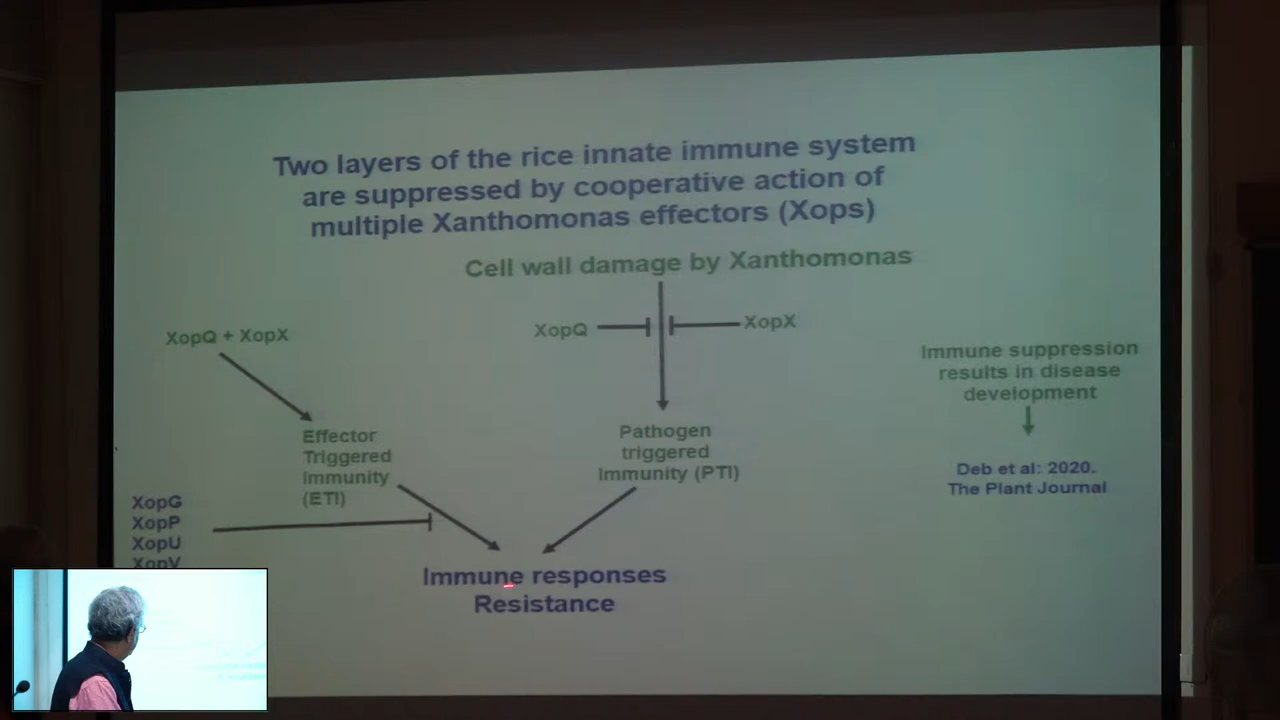 Two layers of the rice innate immune system
are suppressed by cooperative action of
multiple Xanthomonas effectors (Xops)
Cell wall damage by Xanthomonas
XopQ + XopX
XopQ
XopX
Immune suppression
results in disease
development
Effector
Triggered
Immunity
(ETI)
Pathogen
triggered
Immunity (PTI)
Deb et al: 2020.
The Plant Journal
XopG
XopP
XopU
XopV
Immune responses
Resistance